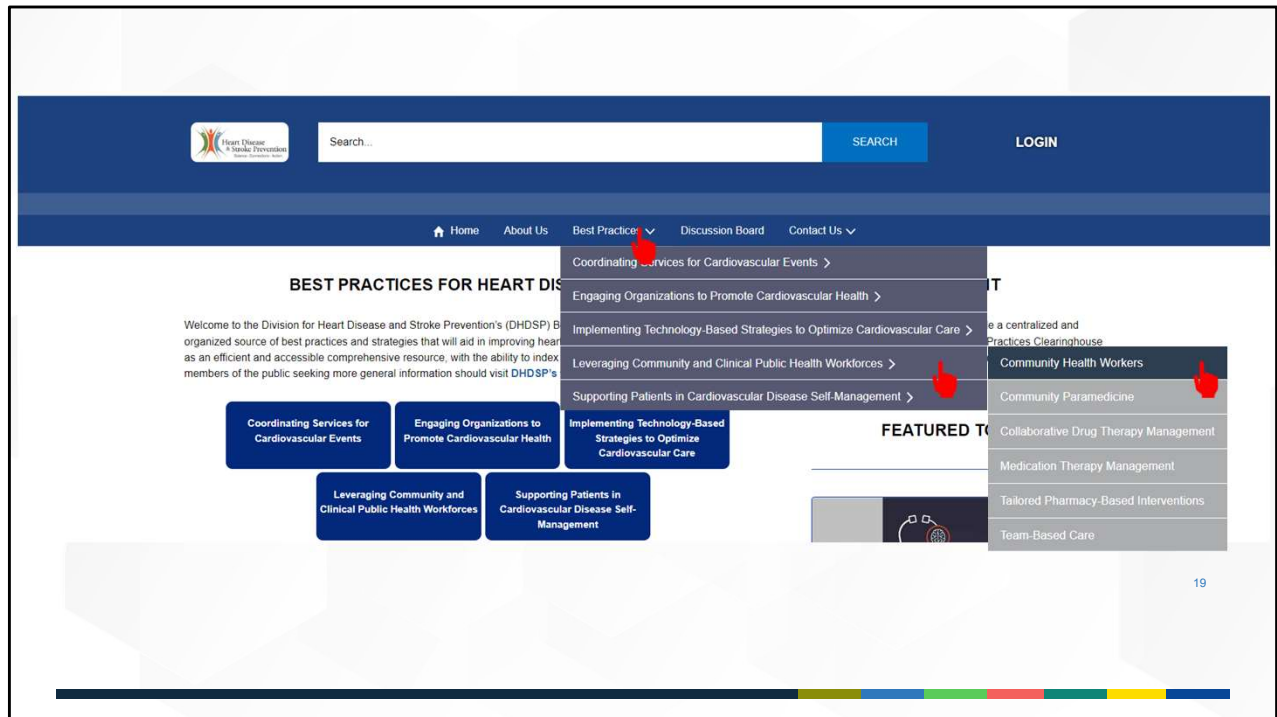 Heart Disease
& Stroke Prevention
Search...
SEARCH
LOGIN
Home About Us Best Practices Discussion Board Contact Us
Coordinating Services for Cardiovascular Events >
Engaging Organizations to Promote Cardiovascular Health >
Implementing Technology-Based Strategies to Optimize Cardiovascular Care >
Leveraging Community and Clinical Public Health Workforces >
Supporting Patients in Cardiovascular Disease Self-Management >
Community Health Workers
Community Paramedicine
Collaborative Drug Therapy Management
Medication Therapy Management
Tailored Pharmacy-Based Interventions
Team-Based Care
BEST PRACTICES FOR HEART DIS
Welcome to the Division for Heart Disease and Stroke Prevention's (DHDSP) B e a centralized and
organized source of best practices and strategies that will aid in improving hear Practices Clearinghouse
as an efficient and accessible comprehensive resource, with the ability to index
members of the public seeking more general information should visit DHDSP's
Coordinating Services for
Cardiovascular Events
Engaging Organizations to
Promote Cardiovascular Health
Implementing Technology-Based
Strategies to Optimize
Cardiovascular Care
Leveraging Community and
Clinical Public Health Workforces
Supporting Patients in
Cardiovascular Disease Self-
Management
FEATURED TO
19